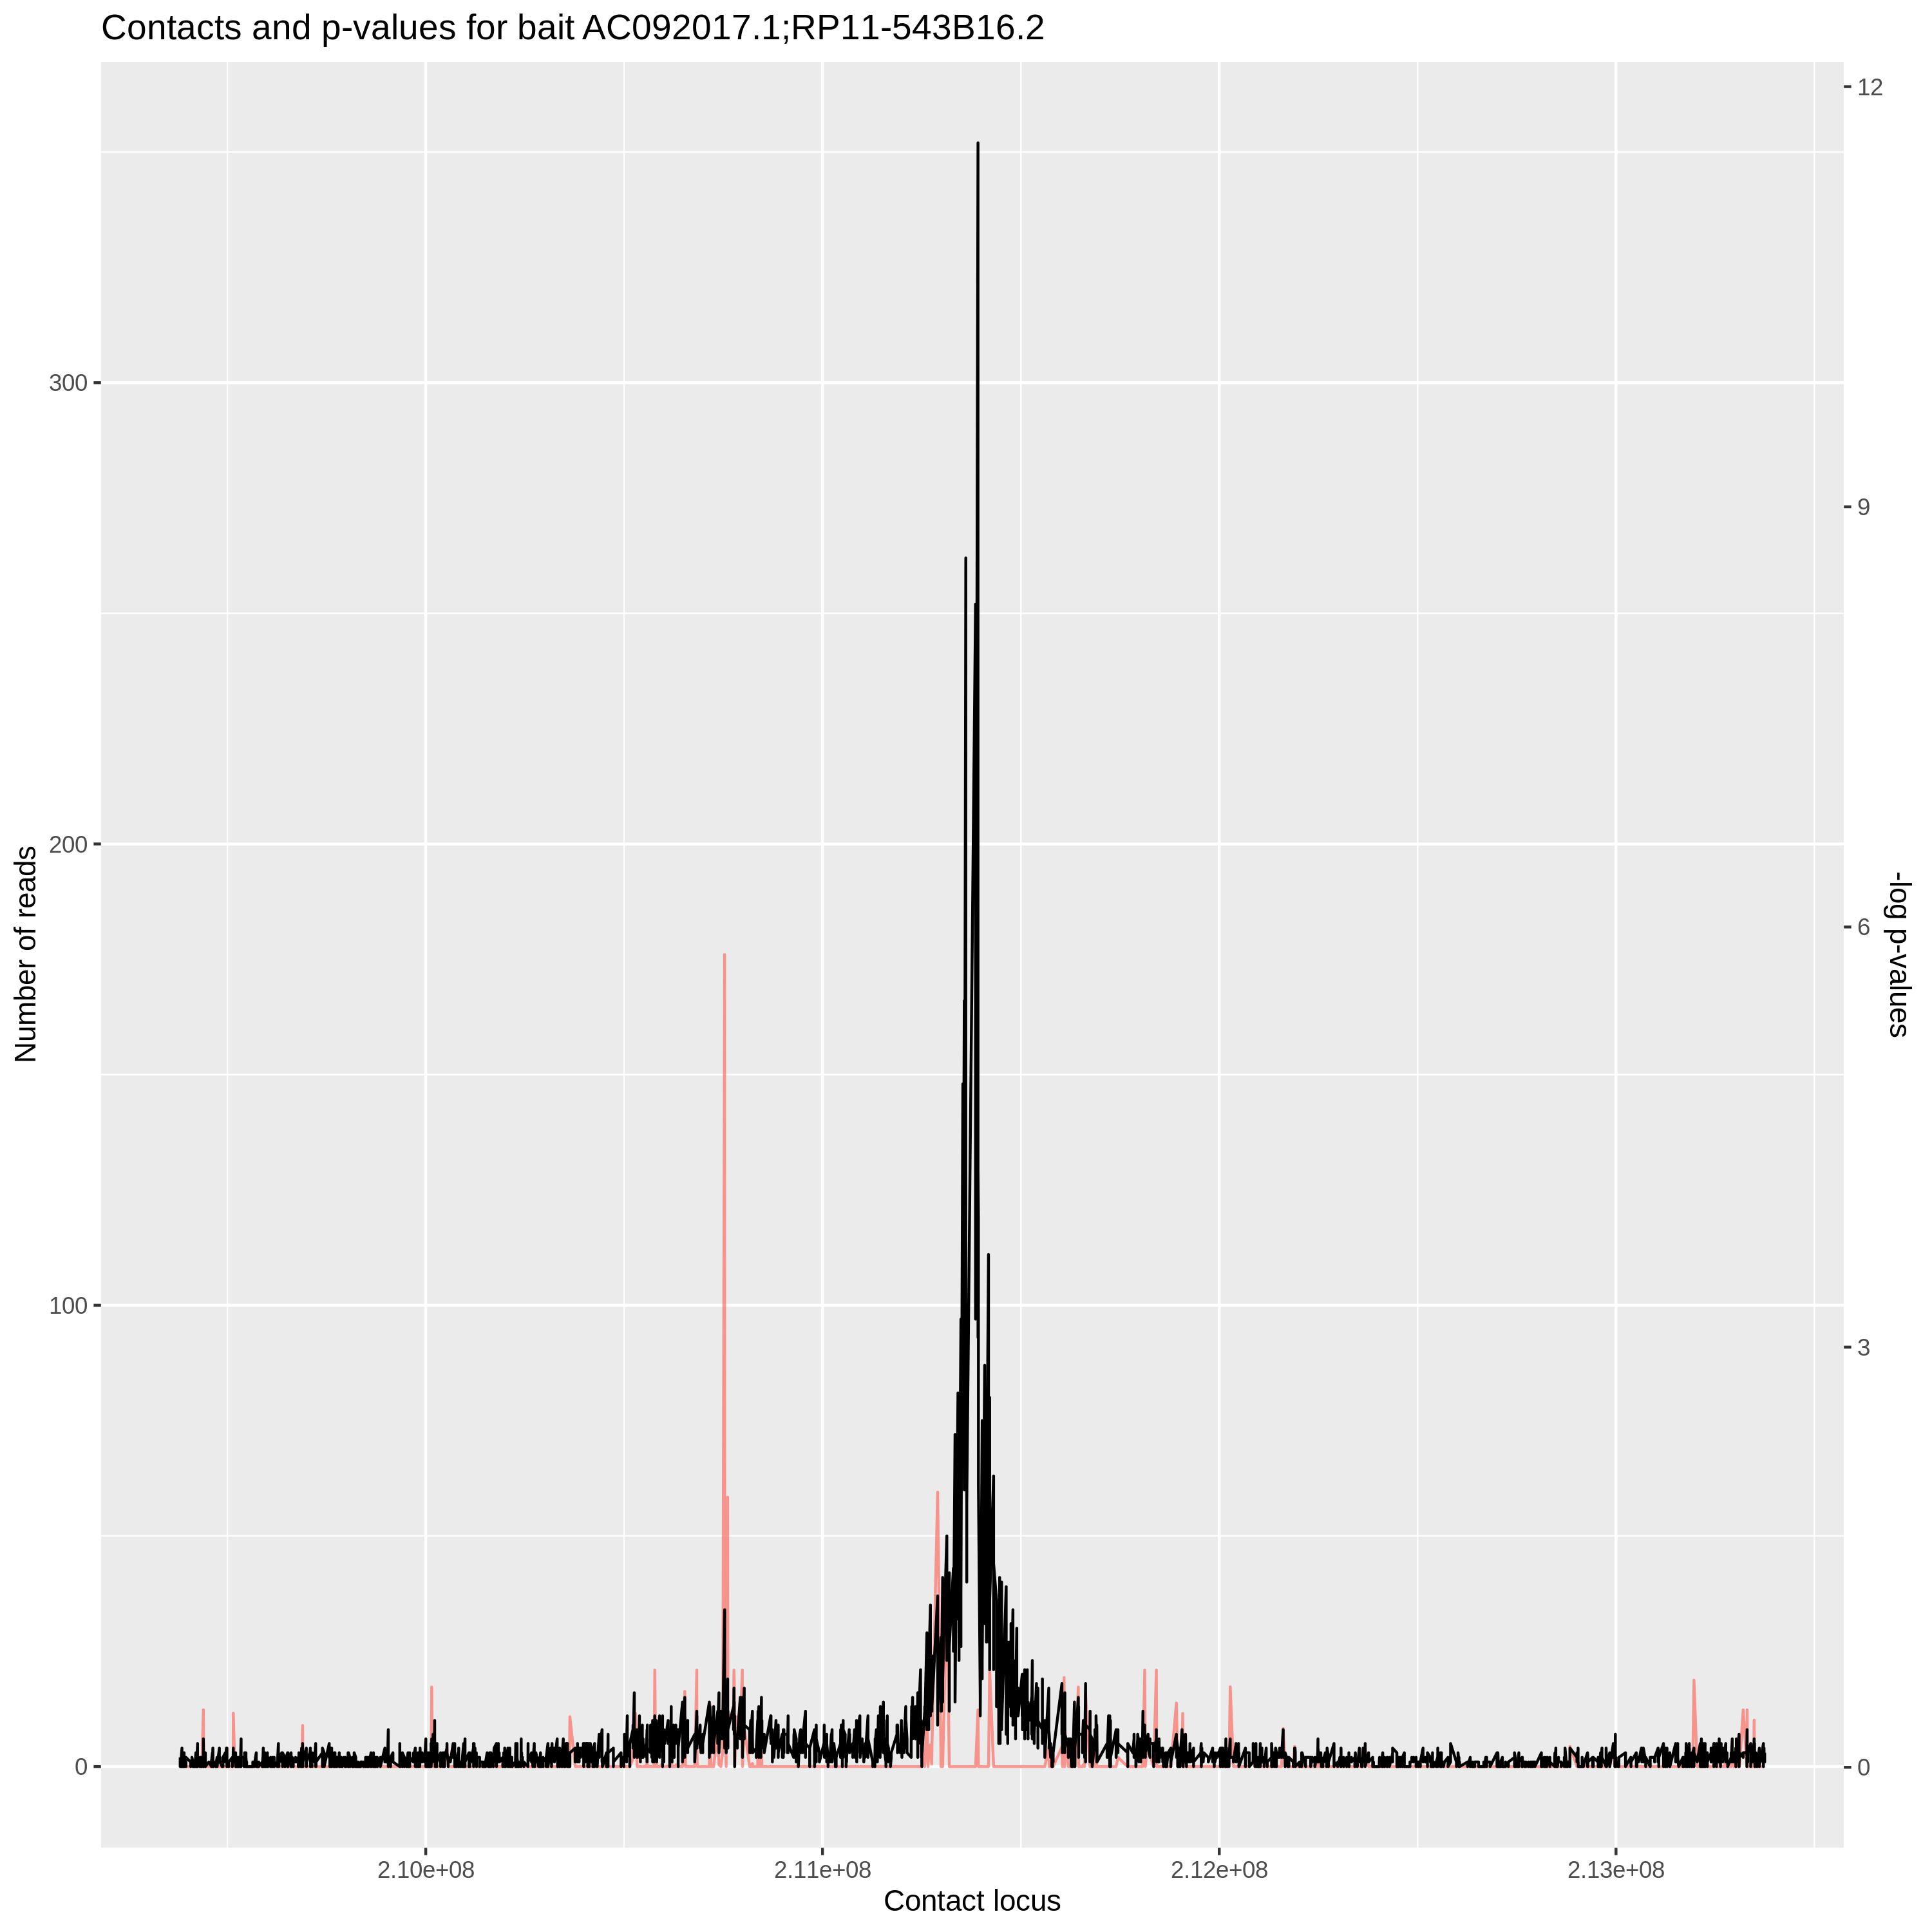 Contacts and p-values for bait AC092017.1;RP11-543B16.2
12
300
9
200
6
Number of reads
-log p-values
100
3
0
0
2.10e+08
2.11e+08
2.12e+08
2.13e+08
Contact locus